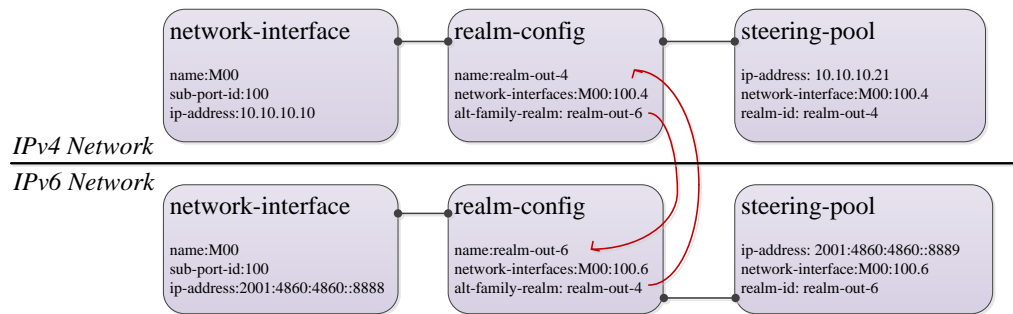 network-interface
name:M00
sub-port-id:100
ip-address:10.10.10.10
realm-config
name:realm-out-4
network-interfaces:M00:100.4
alt-family-realm: realm-out-6
steering-pool
ip-address: 10.10.10.21
network-interface:M00:100.4
realm-id: realm-out-4
IPv4 Network
IPv6 Network
network-interface
name:M00
sub-port-id:100
ip-address:2001:4860:4860::8888
realm-config
name:realm-out-6
network-interfaces:M00:100.6
alt-family-realm: realm-out-4
steering-pool
ip-address: 2001:4860:4860::8889
network-interface:M00:100.6
realm-id: realm-out-6